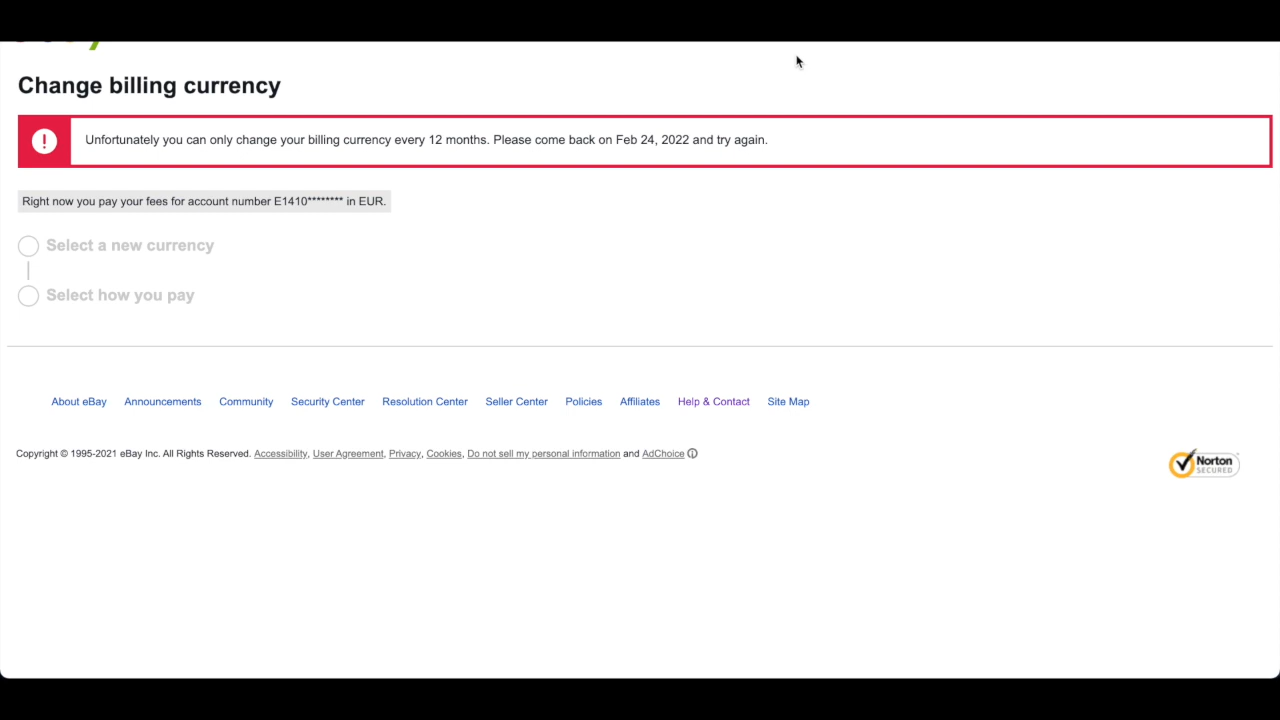 Change billing currency
Unfortunately you can only change your billing currency every 12 months. Please come back on Feb 24, 2022 and try again.
Right now you pay your fees for account number E1410******** in EUR.
Select a new currency
Select how you pay
About eBay Announcements Community Security Center Resolution Center Seller Center Policies Affiliates Help & Contact Site Map
Copyright © 1995-2021 eBay Inc. All Rights Reserved. Accessibility, User Agreement, Privacy, Cookies, Do not sell my personal information and AdChoice
Norton
SECURED